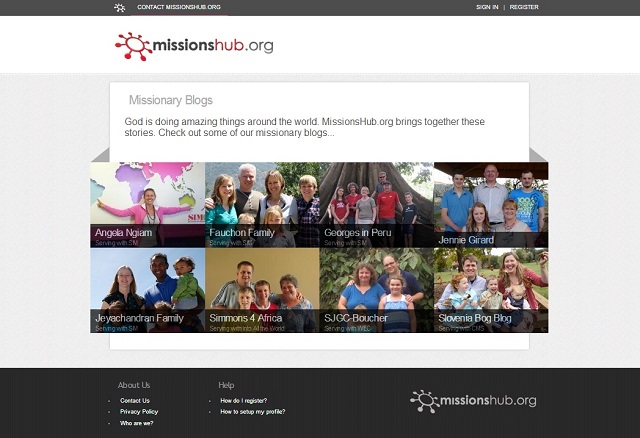 CONTACT MISSIONSHUB.ORG
SIGN IN | REGISTER
missionshub.org
Missionary Blogs
God is doing amazing things around the world. MissionsHub.org brings together these
stories. Check out some of our missionary blogs...
SIM
Angela Ngiam
Serving with SIM
Fauchon Family
Serving with SIM
Georges in Peru
Serving with SIM
Jennie Girard
Jeyachandran Family
Serving with SIM
Simmons 4 Africa
Serving with Into All the World
SJGC-Boucher
Serving with WEC
Slovenia Bog Blog
Serving with CMS
About Us
Contact Us
Privacy Policy
Who are we?
Help
How do I register?
How to setup my profile?
missionshub.org